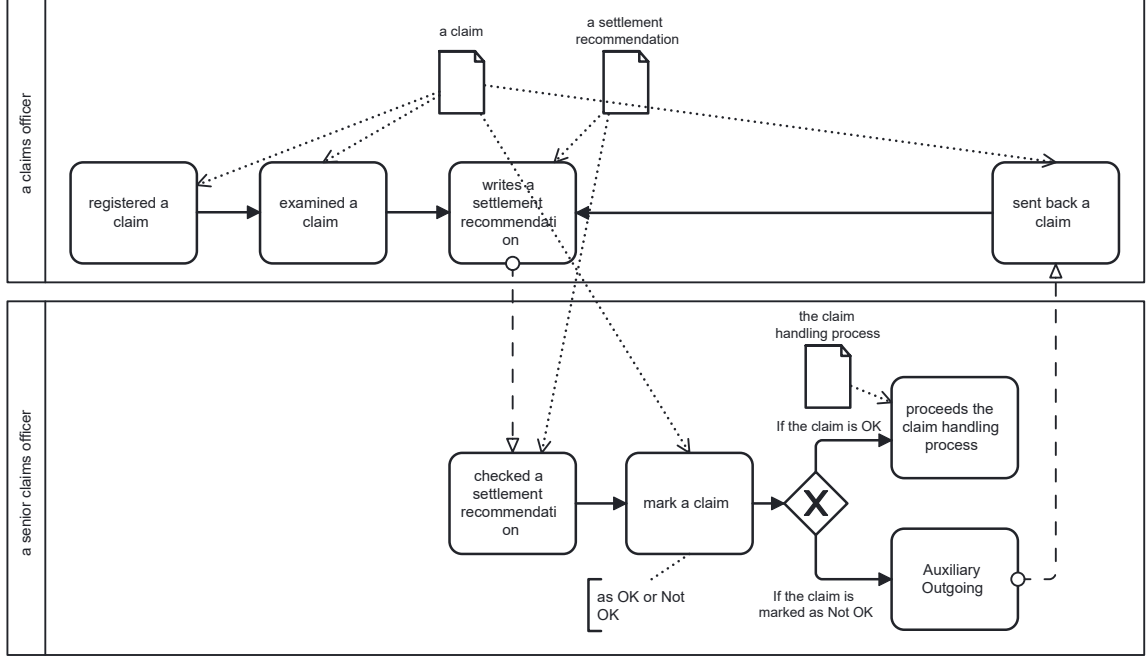 a claims officer
a claim
a settlement
recommendation
registered a
claim
examined a
claim
writes a
settlement
recommendati
on
sent back a
claim
a senior claims officer
the claim
handling process
proceeds the
claim handling
process
If the claim is OK
checked a
settlement
recommendati
on
mark a claim
X
as OK or Not
OK
If the claim is
marked as Not OK
Auxiliary
Outgoing